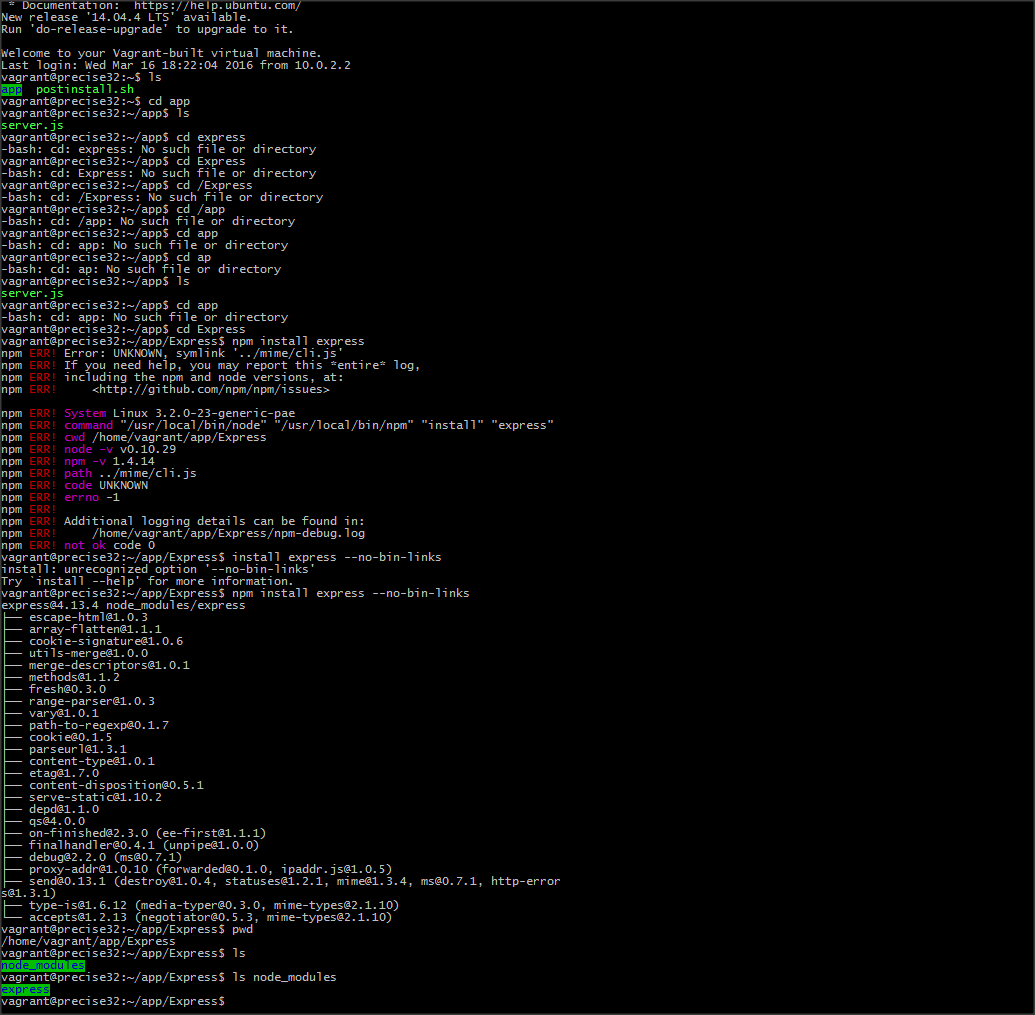 * Documentation:  https://help.ubuntu.com/
New release '14.04.4 LTS' available.
Run 'do-release-upgrade' to upgrade to it.

Welcome to your Vagrant-built virtual machine.
Last login: Wed Mar 16 18:22:04 2016 from 10.0.2.2
vagrant@precise32:~$ ls
app  postinstall.sh
vagrant@precise32:~$ cd app
vagrant@precise32:~/app$ ls
server.js
vagrant@precise32:~/app$ cd express
-bash: cd: express: No such file or directory
vagrant@precise32:~/app$ cd Express
-bash: cd: Express: No such file or directory
vagrant@precise32:~/app$ cd /Express
-bash: cd: /Express: No such file or directory
vagrant@precise32:~/app$ cd /app
-bash: cd: /app: No such file or directory
vagrant@precise32:~/app$ cd app
-bash: cd: app: No such file or directory
vagrant@precise32:~/app$ cd ap
-bash: cd: ap: No such file or directory
vagrant@precise32:~/app$ ls
server.js
vagrant@precise32:~/app$ cd app
-bash: cd: app: No such file or directory
vagrant@precise32:~/app$ cd Express
vagrant@precise32:~/app/Express$ npm install express
npm ERR! Error: UNKNOWN, symlink '../mime/cli.js'
npm ERR! If you need help, you may report this *entire* log,
npm ERR! including the npm and node versions, at:
npm ERR!     <http://github.com/npm/npm/issues>

npm ERR! System Linux 3.2.0-23-generic-pae
npm ERR! command "/usr/local/bin/node" "/usr/local/bin/npm" "install" "express"
npm ERR! cwd /home/vagrant/app/Express
npm ERR! node -v v0.10.29
npm ERR! npm -v 1.4.14
npm ERR! path ../mime/cli.js
npm ERR! code UNKNOWN
npm ERR! errno -1
npm ERR!
npm ERR! Additional logging details can be found in:
npm ERR!     /home/vagrant/app/Express/npm-debug.log
npm ERR! not ok code 0
vagrant@precise32:~/app/Express$ install express --no-bin-links
install: unrecognized option '--no-bin-links'
Try `install --help' for more information.
vagrant@precise32:~/app/Express$ npm install express --no-bin-links
express@4.13.4 node_modules/express
├── escape-html@1.0.3
├── array-flatten@1.1.1
├── cookie-signature@1.0.6
├── utils-merge@1.0.0
├── merge-descriptors@1.0.1
├── methods@1.1.2
├── fresh@0.3.0
├── range-parser@1.0.3
├── vary@1.0.1
├── path-to-regexp@0.1.7
├── cookie@0.1.5
├── parseurl@1.3.1
├── content-type@1.0.1
├── etag@1.7.0
├── content-disposition@0.5.1
├── serve-static@1.10.2
├── depd@1.1.0
├── qs@4.0.0
├── on-finished@2.3.0 (ee-first@1.1.1)
├── finalhandler@0.4.1 (unpipe@1.0.0)
├── debug@2.2.0 (ms@0.7.1)
├── proxy-addr@1.0.10 (forwarded@0.1.0, ipaddr.js@1.0.5)
├── send@0.13.1 (destroy@1.0.4, statuses@1.2.1, mime@1.3.4, ms@0.7.1, http-error
s@1.3.1)
├── type-is@1.6.12 (media-typer@0.3.0, mime-types@2.1.10)
└── accepts@1.2.13 (negotiator@0.5.3, mime-types@2.1.10)
vagrant@precise32:~/app/Express$ pwd
/home/vagrant/app/Express
vagrant@precise32:~/app/Express$ ls
node_modules
vagrant@precise32:~/app/Express$ ls node_modules
express
vagrant@precise32:~/app/Express$